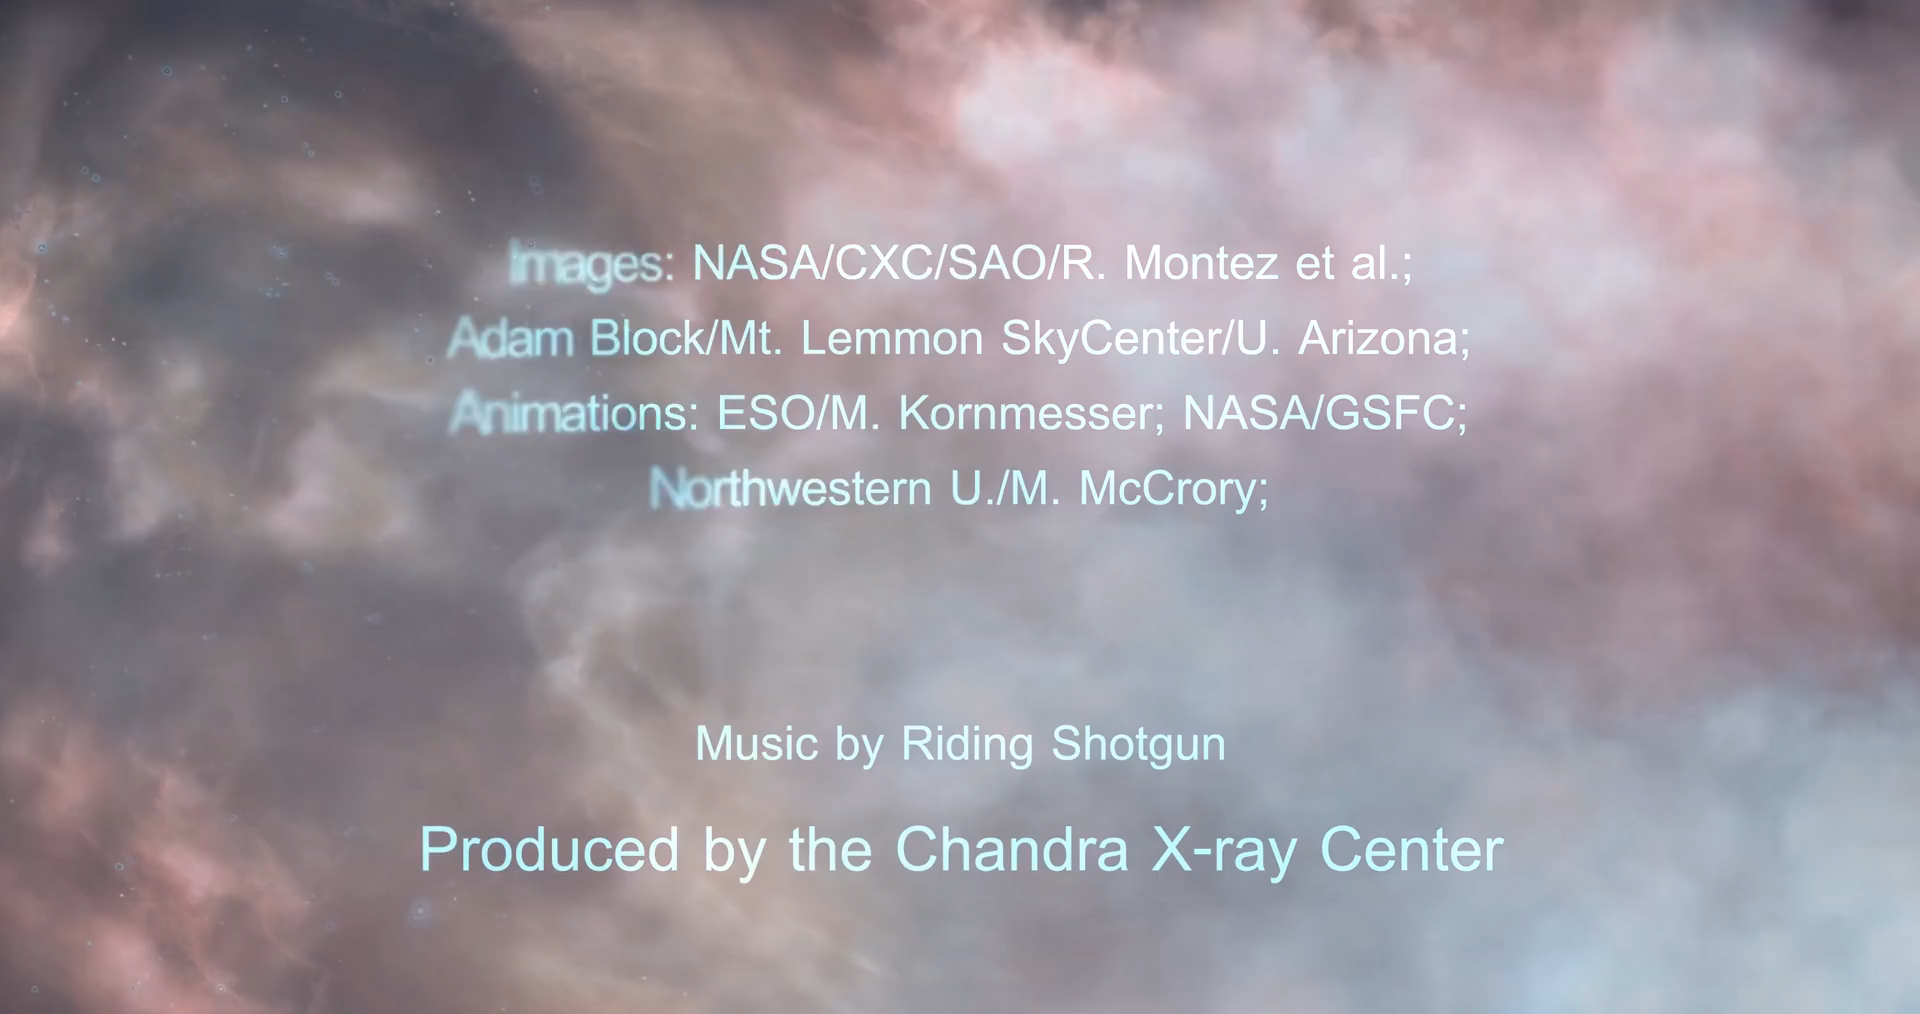 Images: NASA/CXC/SAO/R. Montez et al.;
Adam Block/Mt. Lemmon SkyCenter/U. Arizona;
Animations: ESO/M. Kornmesser; NASA/GSFC;
Northwestern U./M. McCrory;
Music by Riding Shotgun
Produced by the Chandra X-ray Center